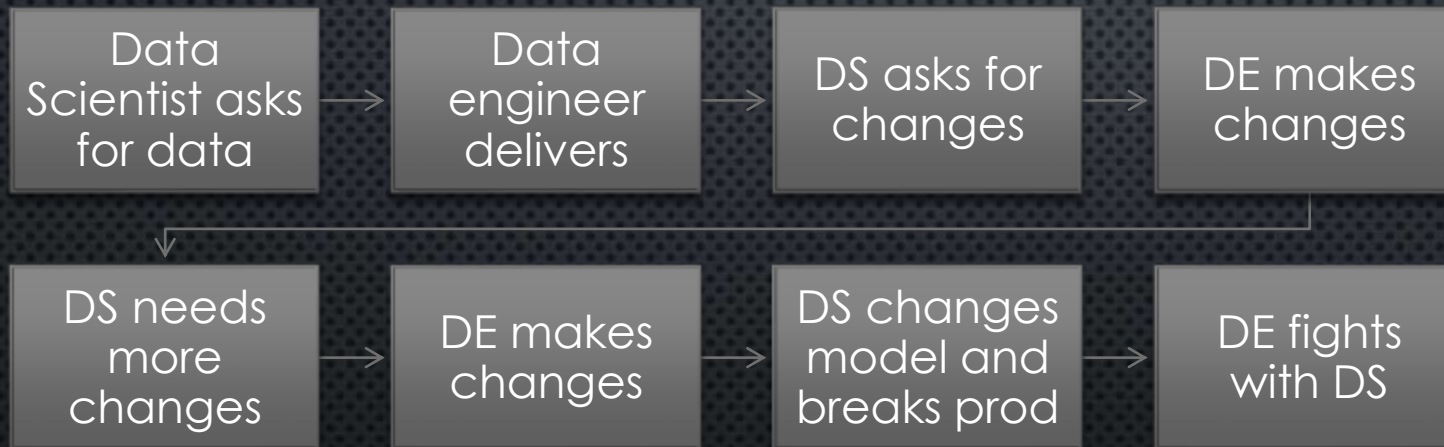 Data
Scientist asks
for data
Data
engineer
delivers
DS asks for
changes
DE makes
changes
DS needs
more
changes
DE makes
changes
DS changes
model and
breaks prod
DE fights
with DS